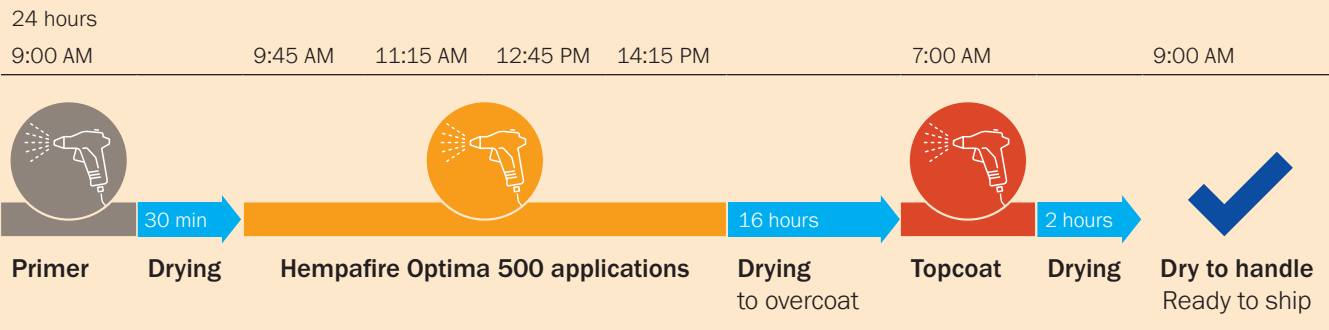 24 hours
9:00 AM 9:45 AM 11:15 AM 12:45 PM 14:15 PM 7:00 AM 9:00 AM
30 min 16 hours 2 hours
Primer Drying Hempafire Optima 500 applications Drying Topcoat Drying Dry to handle
to overcoat Ready to ship